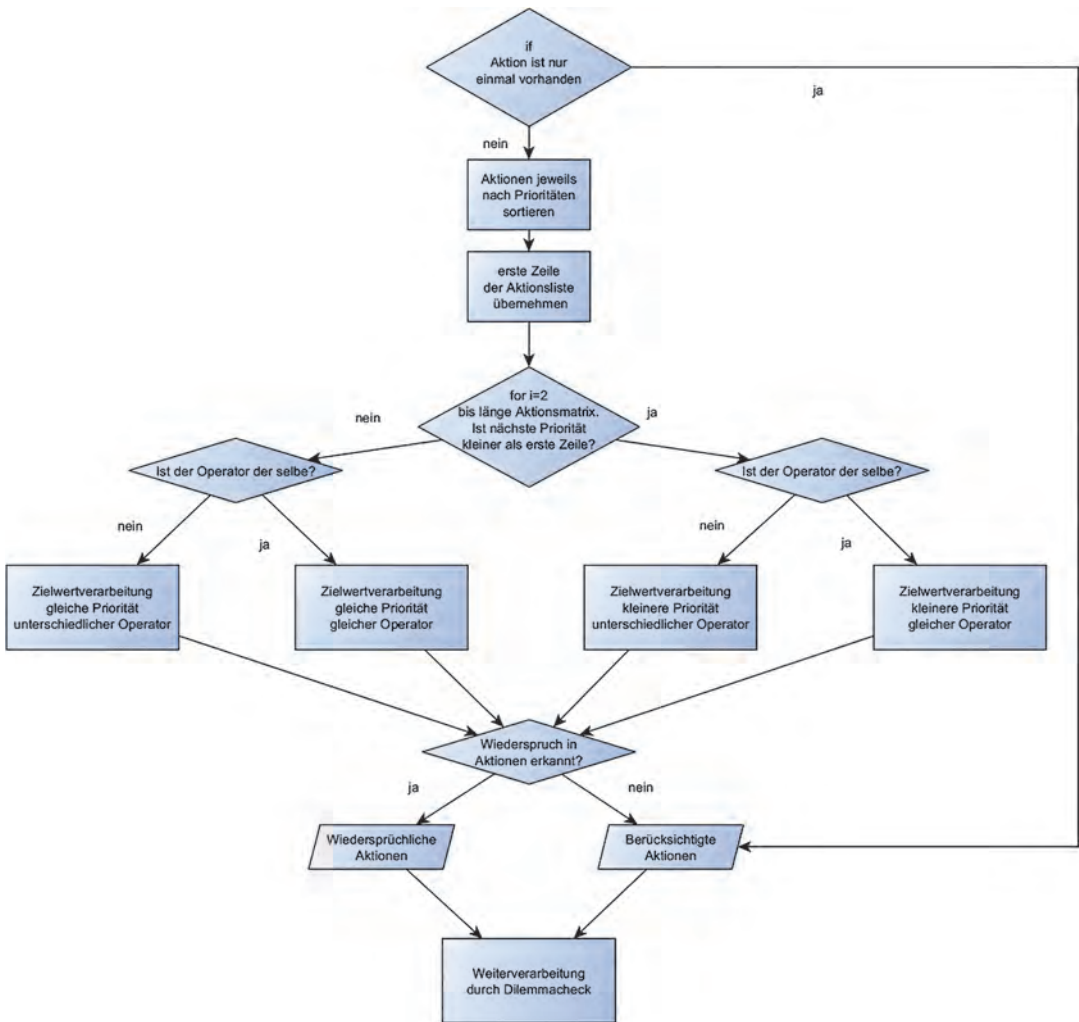 if
Aktion ist nur
einmal vorhanden
ja
nein
Aktionen jeweils
nach Prioritäten
sortieren
erste Zeile
der Aktionsliste
übernehmen
for i=2
bis länge Aktionsmatrix.
Ist nächste Priorität
kleiner als erste Zeile?
nein
ja
Ist der Operator der selbe?
Ist der Operator der selbe?
nein
ja
nein
ja
Zielwertverarbeitung
gleiche Priorität
unterschiedlicher Operator
Zielwertverarbeitung
gleiche Priorität
gleicher Operator
Zielwertverarbeitung
kleinere Priorität
unterschiedlicher Operator
Zielwertverarbeitung
kleinere Priorität
gleicher Operator
Wiederspruch in
Aktionen erkannt?
ja
nein
Wiedersprüchliche
Aktionen
Berücksichtigte
Aktionen
Weiterverarbeitung
durch Dilemmacheck